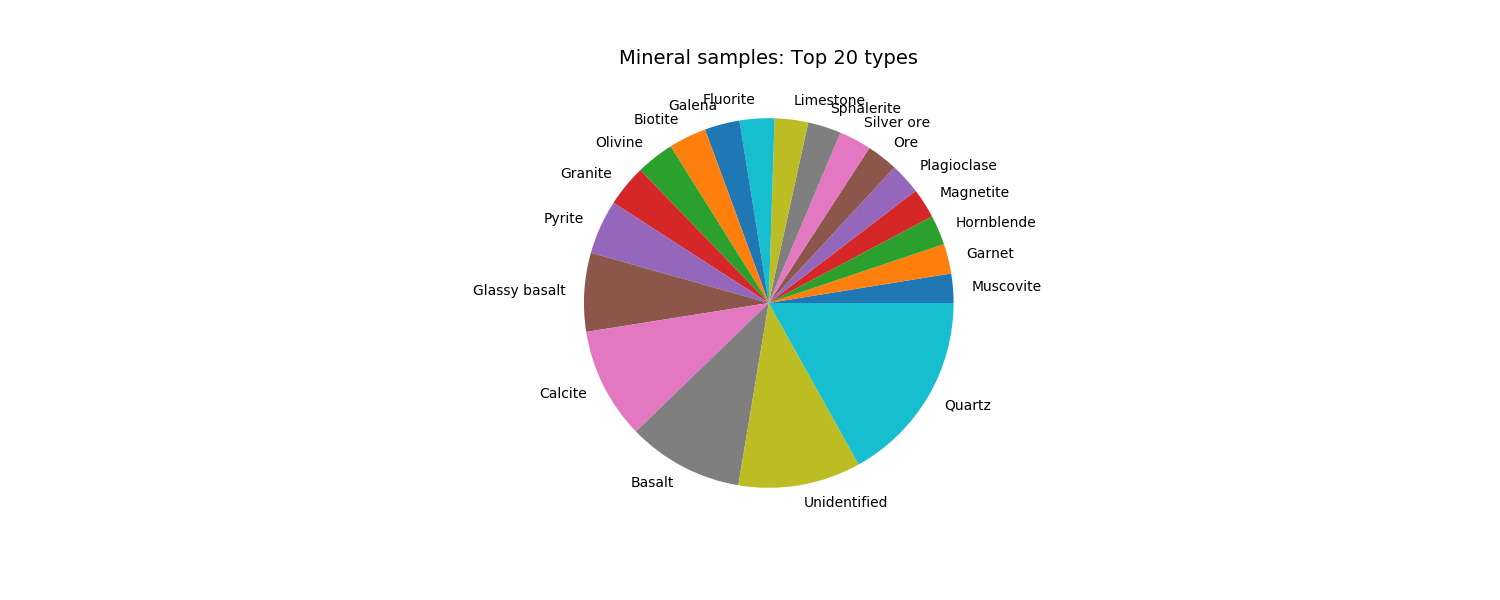 Mineral samples: Top 20 types
Fluorite
Limestone
Galena
Sphalerite
Biotite
Silver ore
Olivine
Ore
Granite
Plagioclase
Magnetite
Pyrite
Hornblende
Garnet
Glassy basalt
Muscovite
Calcite
Quartz
Basalt
Unidentified